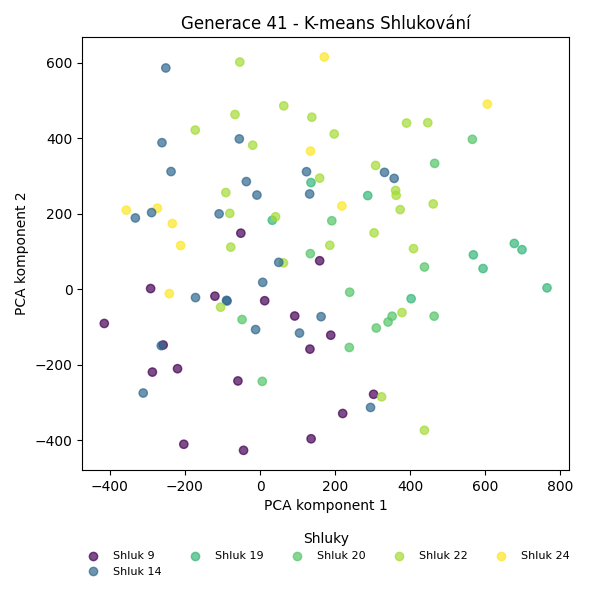 Generace 41 - K-means Shlukování
PCA komponent 2
600
400
200
0
−200
−400
−400 −200 0 200 400 600 800
PCA komponent 1
Shluky
Shluk 9 Shluk 19 Shluk 20 Shluk 22 Shluk 24
Shluk 14